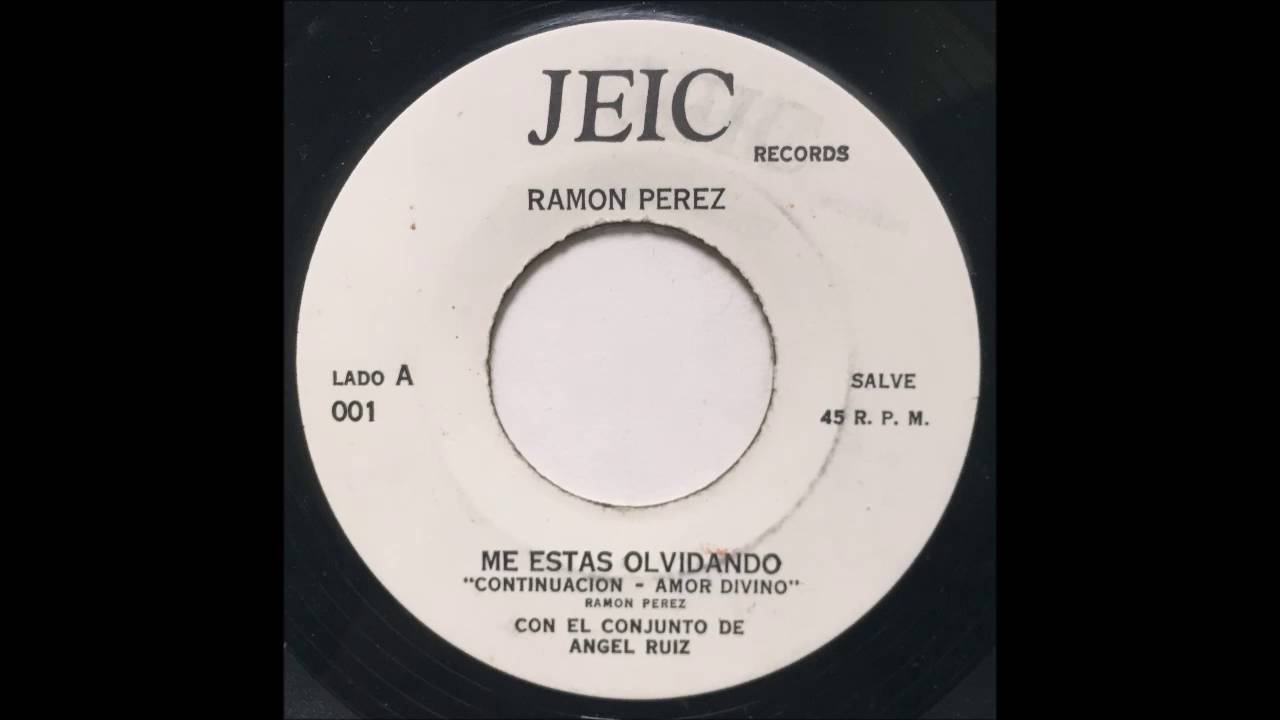 JEIC
RECORDS
RAMON PEREZ
LADO A
001
SALVE
45 R. P. M.
ME ESTAS OLVIDANDO
"CONTINUACION - AMOR DIVINO"
RAMON PEREZ
CON EL CONJUNTO DE
ANGEL RUIZ